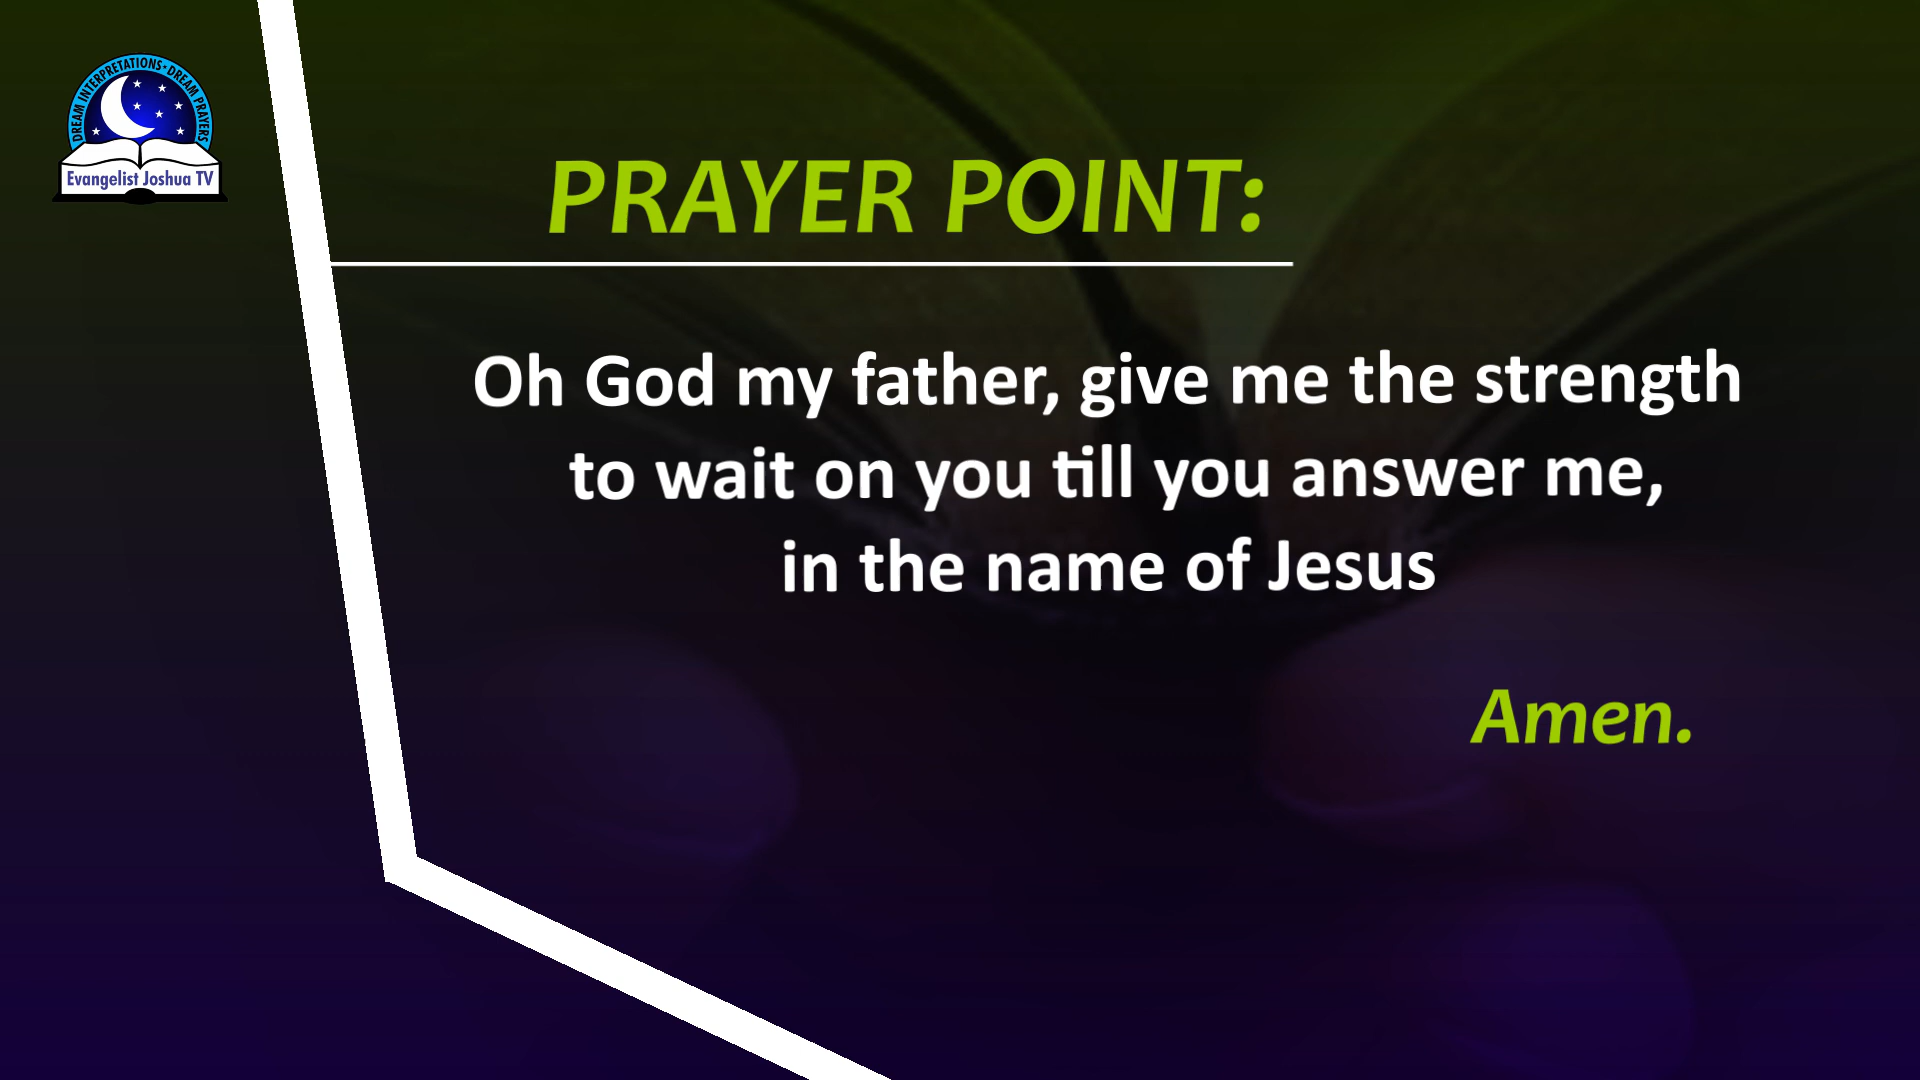 DREAM INTERPRETATIONS • DREAM PRAYERS
Evangelist Joshua TV
PRAYER POINT:
Oh God my father, give me the strength
to wait on you till you answer me,
in the name of Jesus
Amen.